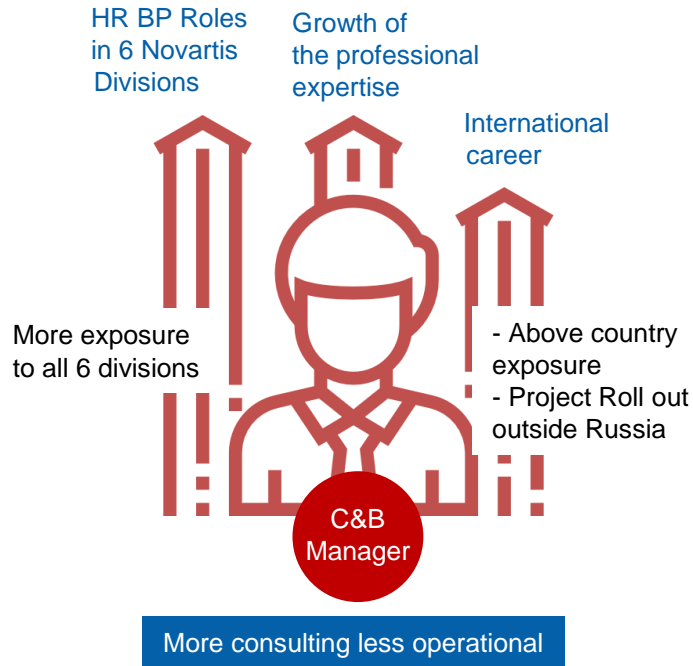 HR BP Roles
in 6 Novartis
Divisions
Growth of
the professional
expertise
International
career
More exposure
to all 6 divisions
- Above country
exposure
- Project Roll out
outside Russia
C&B
Manager
More consulting less operational